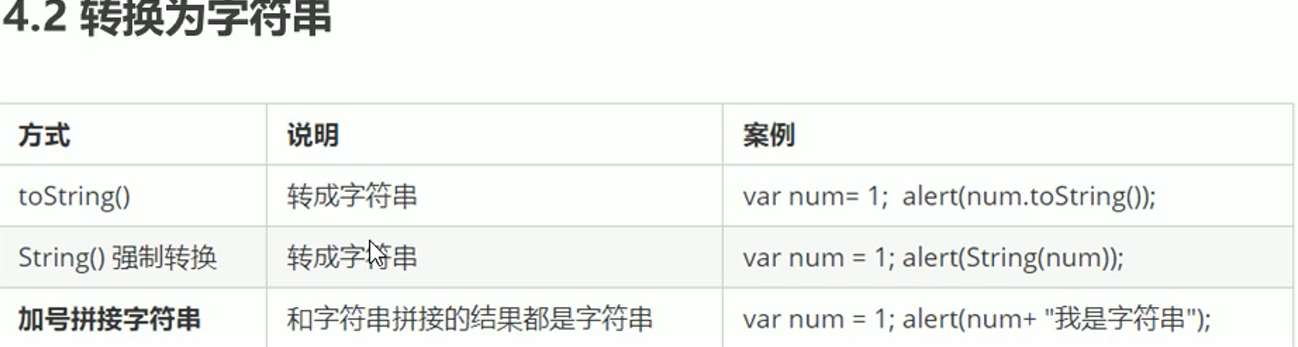 4.2 转换为字符串
方式 说明 案例
toString() 转成字符串 var num= 1;  alert(num.toString());
String() 强制转换 转成字符串 var num = 1; alert(String(num));
加号拼接字符串 和字符串拼接的结果都是字符串 var num = 1; alert(num+ "我是字符串");